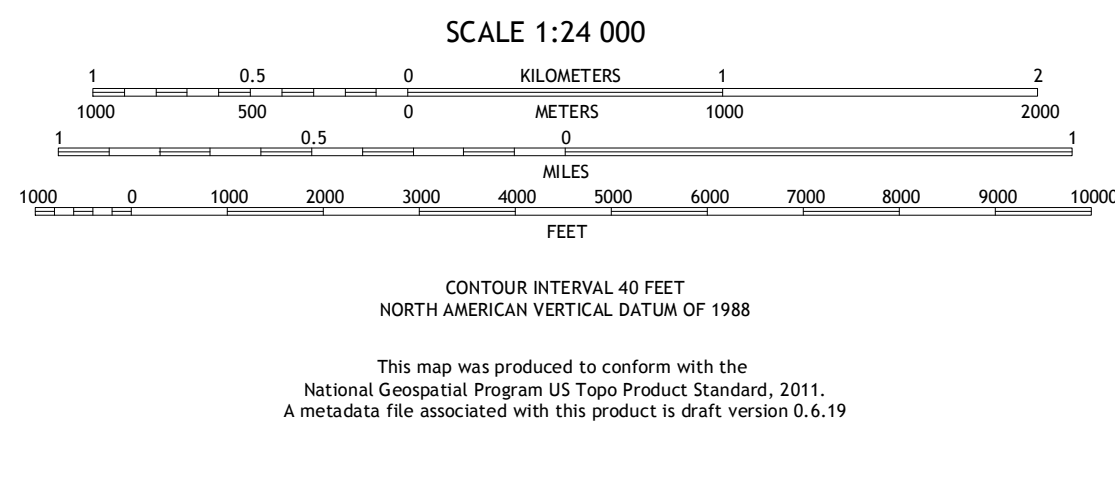 SCALE 1:24 000
1 0.5 0 KILOMETERS 1 2
1000 500 0 METERS 1000 2000
1 0.5 0 1
MILES
1000 0 1000 2000 3000 4000 5000 6000 7000 8000 9000 10000
FEET
CONTOUR INTERVAL 40 FEET
NORTH AMERICAN VERTICAL DATUM OF 1988
This map was produced to conform with the
National Geospatial Program US Topo Product Standard, 2011.
A metadata file associated with this product is draft version 0.6.19